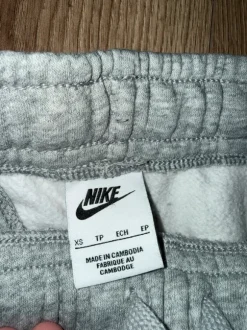 NIKE
XS TP ECH EP
MADE IN CAMBODIA
FABRIQUE AU
CAMBODGE